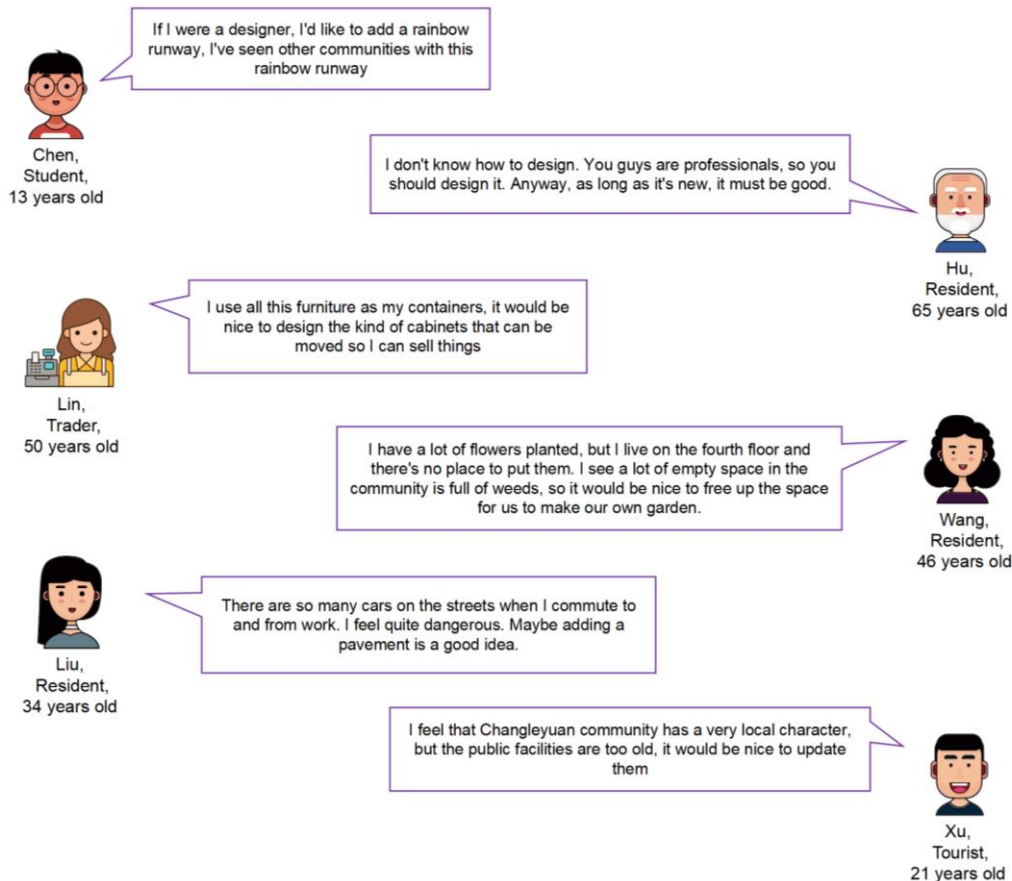 If I were a designer, I'd like to add a rainbow
runway, I've seen other communities with this
rainbow runway
Chen,
Student,
13 years old
I don't know how to design. You guys are professionals, so you
should design it. Anyway, as long as it's new, it must be good.
Hu,
Resident,
65 years old
I use all this furniture as my containers, it would be
nice to design the kind of cabinets that can be
moved so I can sell things
Lin,
Trader,
50 years old
I have a lot of flowers planted, but I live on the fourth floor and
there's no place to put them. I see a lot of empty space in the
community is full of weeds, so it would be nice to free up the space
for us to make our own garden.
Wang,
Resident,
46 years old
There are so many cars on the streets when I commute to
and from work. I feel quite dangerous. Maybe adding a
pavement is a good idea.
Liu,
Resident,
34 years old
I feel that Changleyuan community has a very local character,
but the public facilities are too old, it would be nice to update
them
Xu,
Tourist,
21 years old